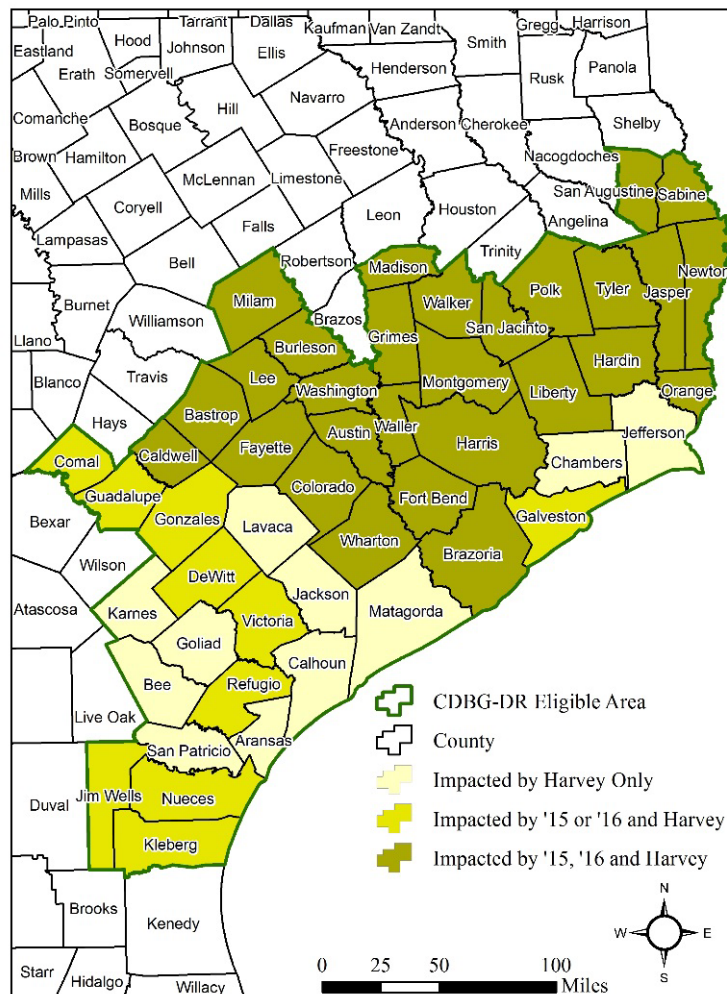 Palo Pinto
Tarrant
Dallas
Kaufman
Van Zandt
Gregg
Harrison
Hood
Johnson
Ellis
Smith
Eastland
Erath
Somervell
Henderson
Rusk
Panola
Hill
Navarro
Comanche
Bosque
Anderson
Cherokee
Shelby
Brown
Hamilton
Freestone
Nacogdoches
Mills
McLennan
Limestone
San Augustine
Sabine
Coryell
Leon
Houston
Angelina
Lampasas
Falls
Bell
Robertson
Madison
Trinity
Burnet
Milam
Walker
Polk
Tyler
Jasper
Newton
Williamson
Brazos
Grimes
San Jacinto
Llano
Burleson
Hardin
Blanco
Travis
Lee
Washington
Montgomery
Liberty
Orange
Hays
Bastrop
Austin
Waller
Harris
Jefferson
Comal
Caldwell
Fayette
Chambers
Guadalupe
Colorado
Fort Bend
Galveston
Bexar
Gonzales
Lavaca
Wharton
Brazoria
Wilson
DeWitt
Jackson
Atascosa
Karnes
Victoria
Matagorda
Goliad
Calhoun
Bee
Refugio
Live Oak
Aransas
San Patricio
Duval
Jim Wells
Nueces
Kleberg
Brooks
Kenedy
Starr
Hidalgo
Willacy
CDBG-DR Eligible Area
County
Impacted by Harvey Only
Impacted by '15 or '16 and Harvey
Impacted by '15, '16 and Harvey
N
W E
S
0 25 50 100
Miles